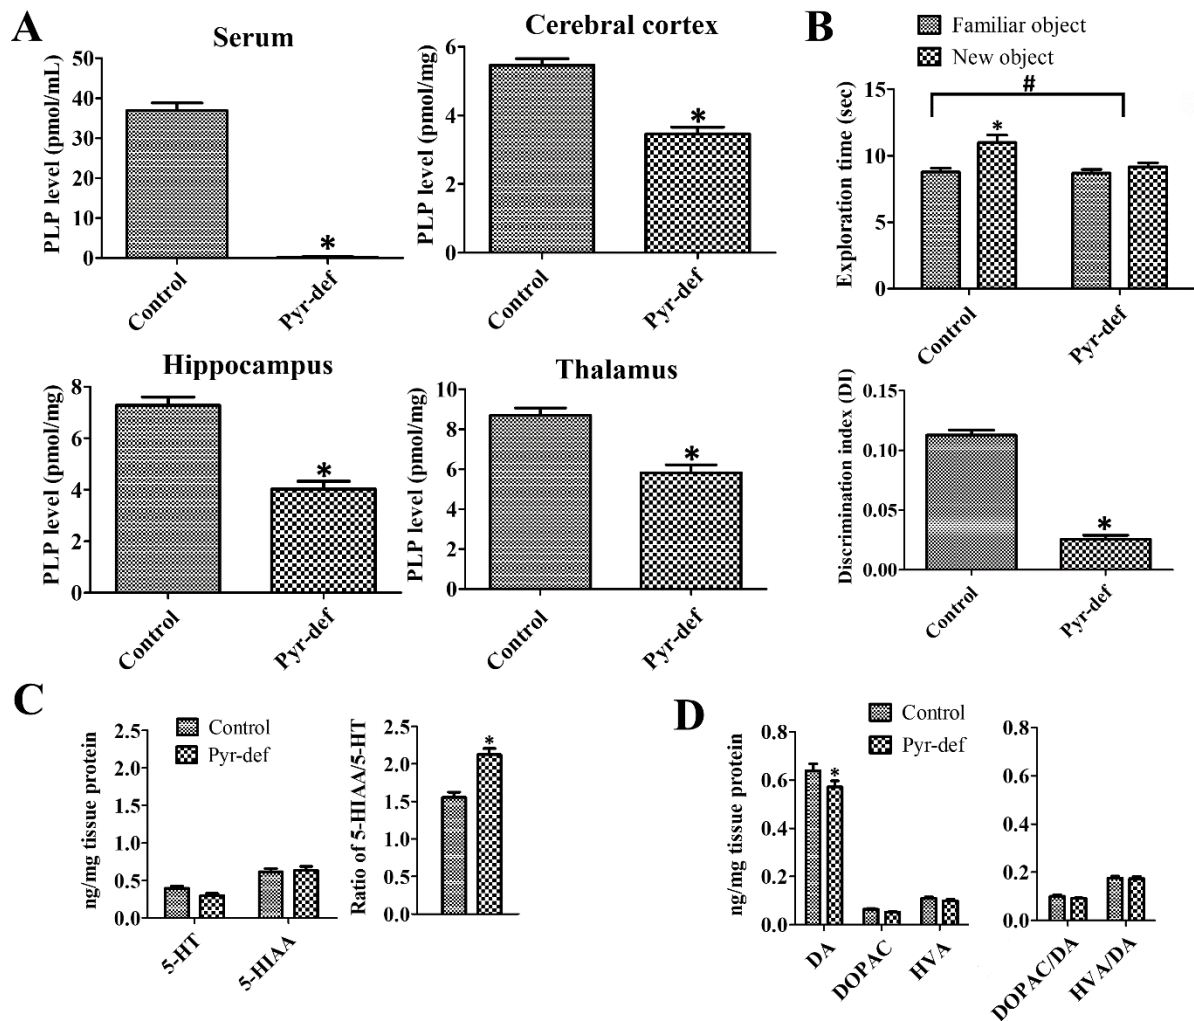 A
Serum
PLP level (pmol/mL)
50
40
30
20
10
0
*
Control
Pyr-def
Cerebral cortex
PLP level (pmol/mg)
6
4
2
0
*
Control
Pyr-def
Hippocampus
PLP level (pmol/mg)
8
6
4
2
0
*
Control
Pyr-def
Thalamus
PLP level (pmol/mg)
10
8
6
4
2
0
*
Control
Pyr-def
B
Familiar object
New object
Exploration time (sec)
15
10
5
0
#
*
Control
Pyr-def
Discrimination index (DI)
0.15
0.10
0.05
0.00
*
Control
Pyr-def
C
Control
Pyr-def
ng/mg tissue protein
2.5
2.0
1.5
1.0
0.5
0.0
5-HT
5-HIAA
Ratio of 5-HIAA/5-HT
2.5
2.0
1.5
1.0
0.5
0.0
*
D
Control
Pyr-def
ng/mg tissue protein
0.8
0.6
0.4
0.2
0.0
*
DA
DOPAC
HVA
0.8
0.6
0.4
0.2
0.0
DOPAC/DA
HVA/DA